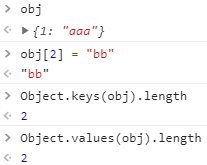 > obj
< ▶ {1: "aaa"}
> obj[2] = "bb"
< "bb"
> Object.keys(obj).length
< 2
> Object.values(obj).length
< 2